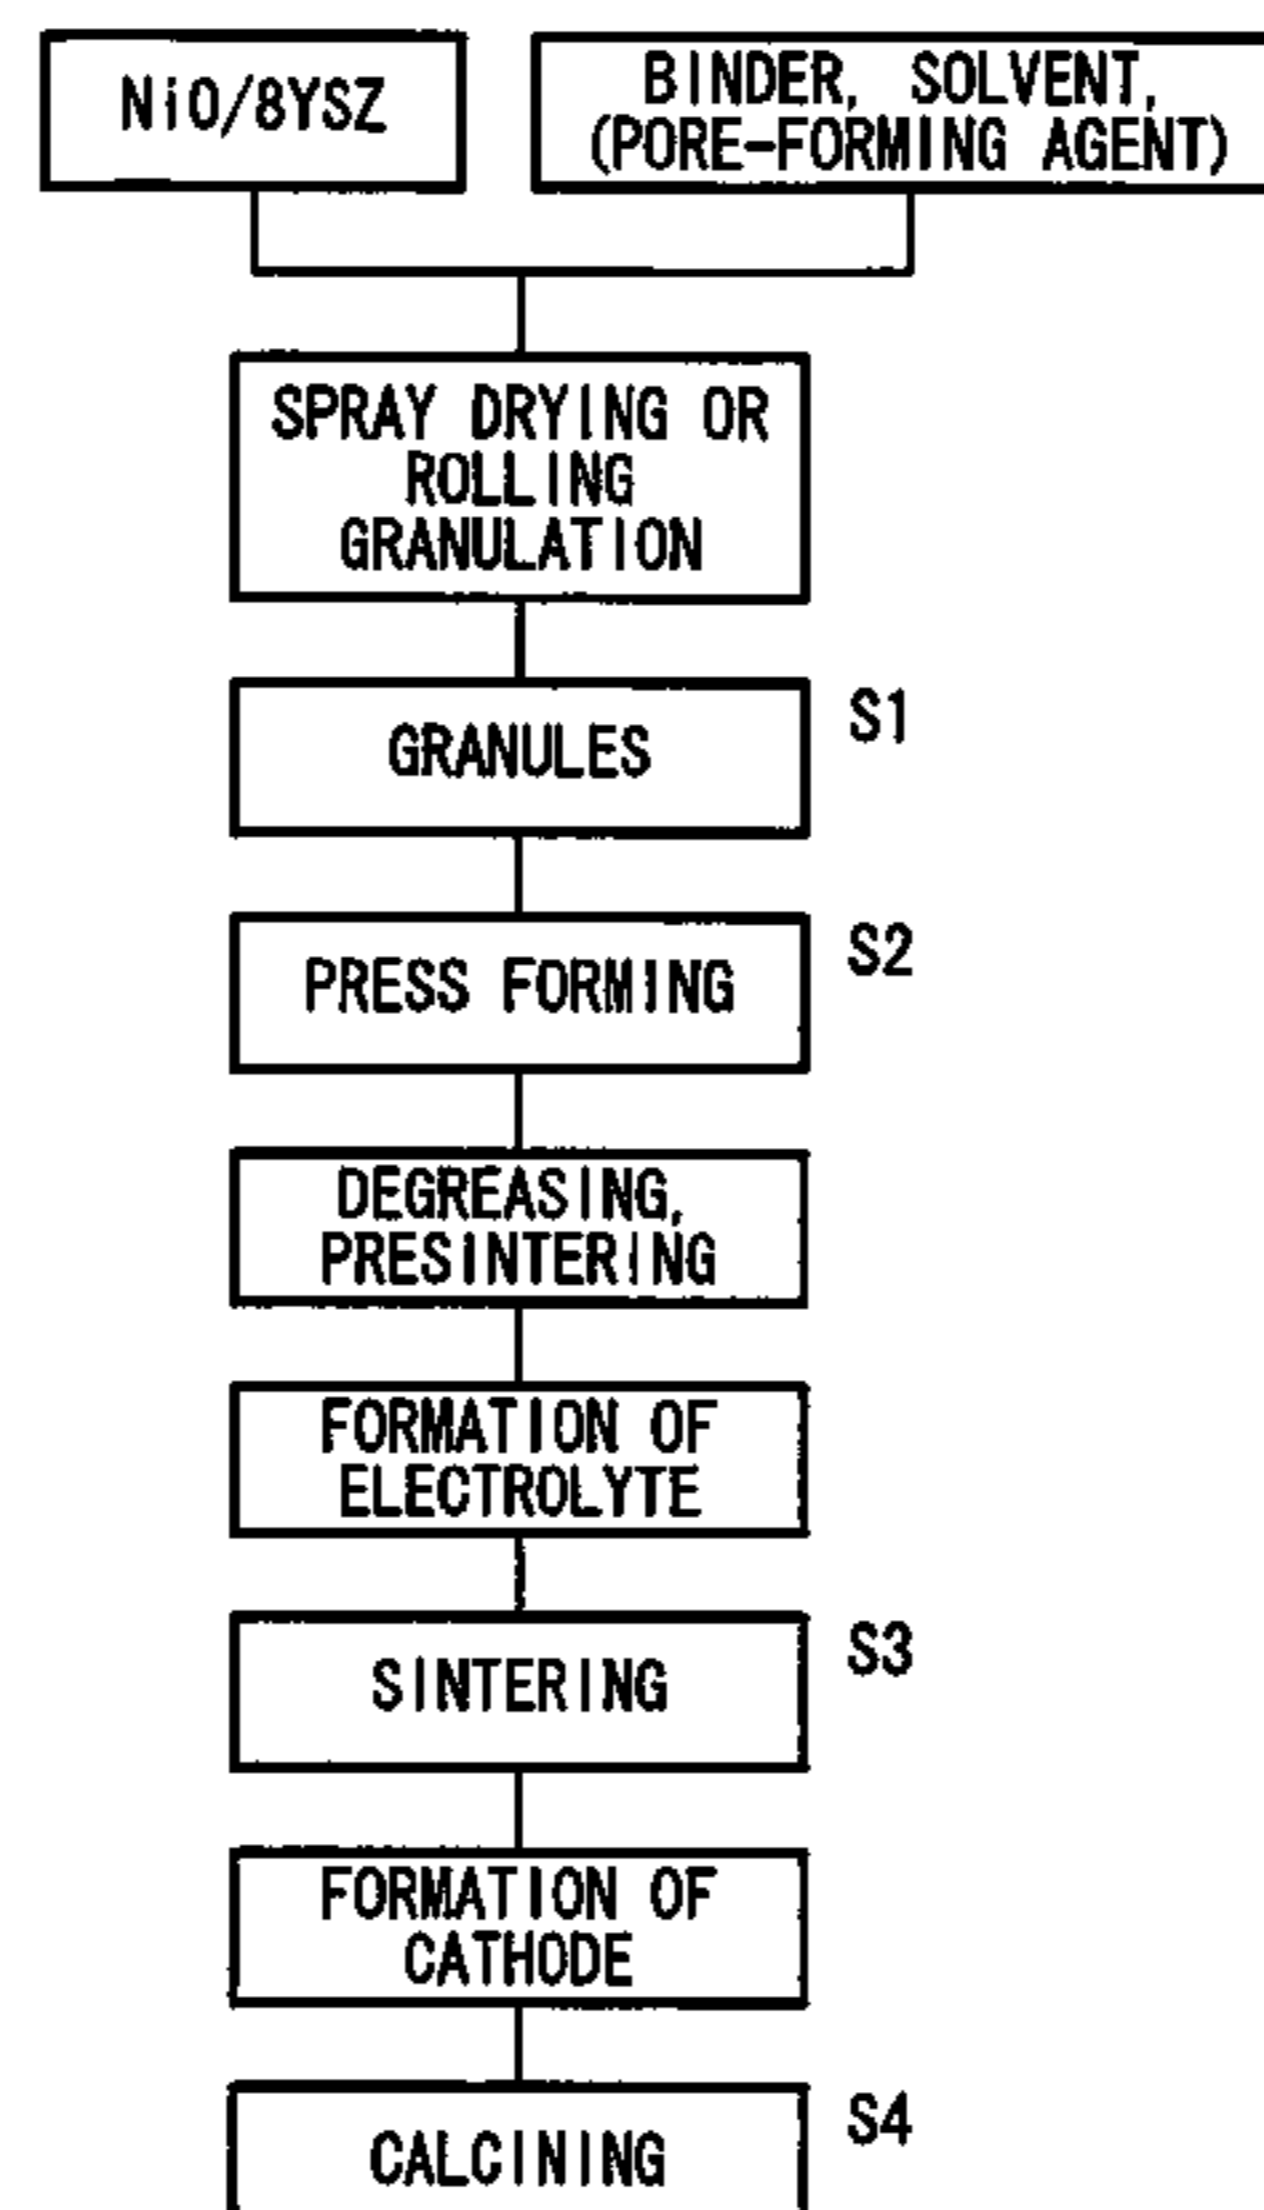 NiO/8YSZ
BINDER, SOLVENT,
(PORE-FORMING AGENT)
SPRAY DRYING OR
ROLLING
GRANULATION
GRANULES
S1
PRESS FORMING
S2
DEGREASING,
PRESINTERING
FORMATION OF
ELECTROLYTE
SINTERING
S3
FORMATION OF
CATHODE
CALCINING
S4